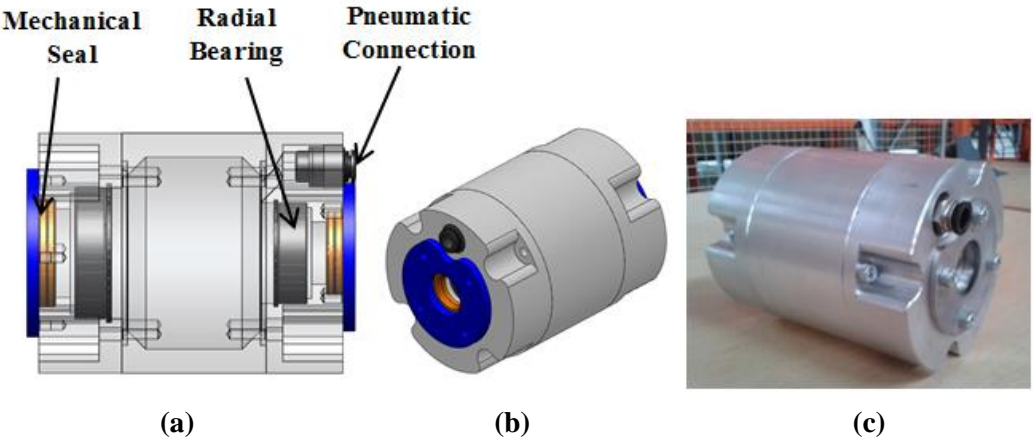 Mechanical
Seal
Radial
Bearing
Pneumatic
Connection
(a)
(b)
(c)